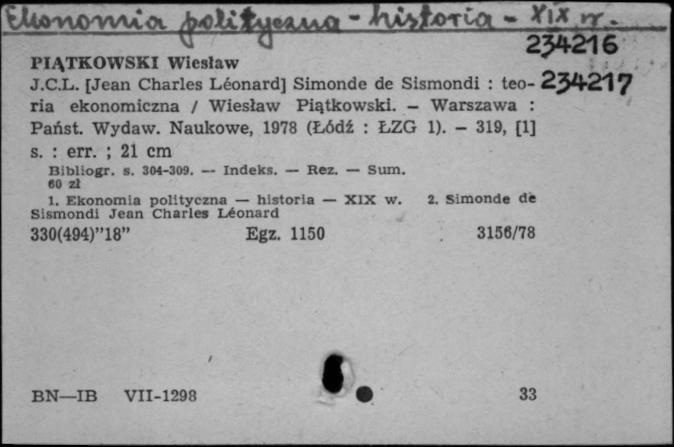 Ekonomia polityczna - historia - XIX w.
234216
PIĄTKOWSKI Wiesław
J.C.L. [Jean Charles Léonard] Simonde de Sismondi : teo- 234217
ria ekonomiczna / Wiesław Piątkowski. — Warszawa :
Państ. Wydaw. Naukowe, 1978 (Łódź : ŁZG 1). — 319, [1]
s. : err. ; 21 cm
Bibliogr. s. 304-309. — Indeks. — Rez. — Sum.
60 zł
1. Ekonomia polityczna — historia — XIX w. 2. Simonde de
Sismondi Jean Charles Léonard
330(494)"18" Egz. 1150 3156/78
BN—IB VII-1298 33